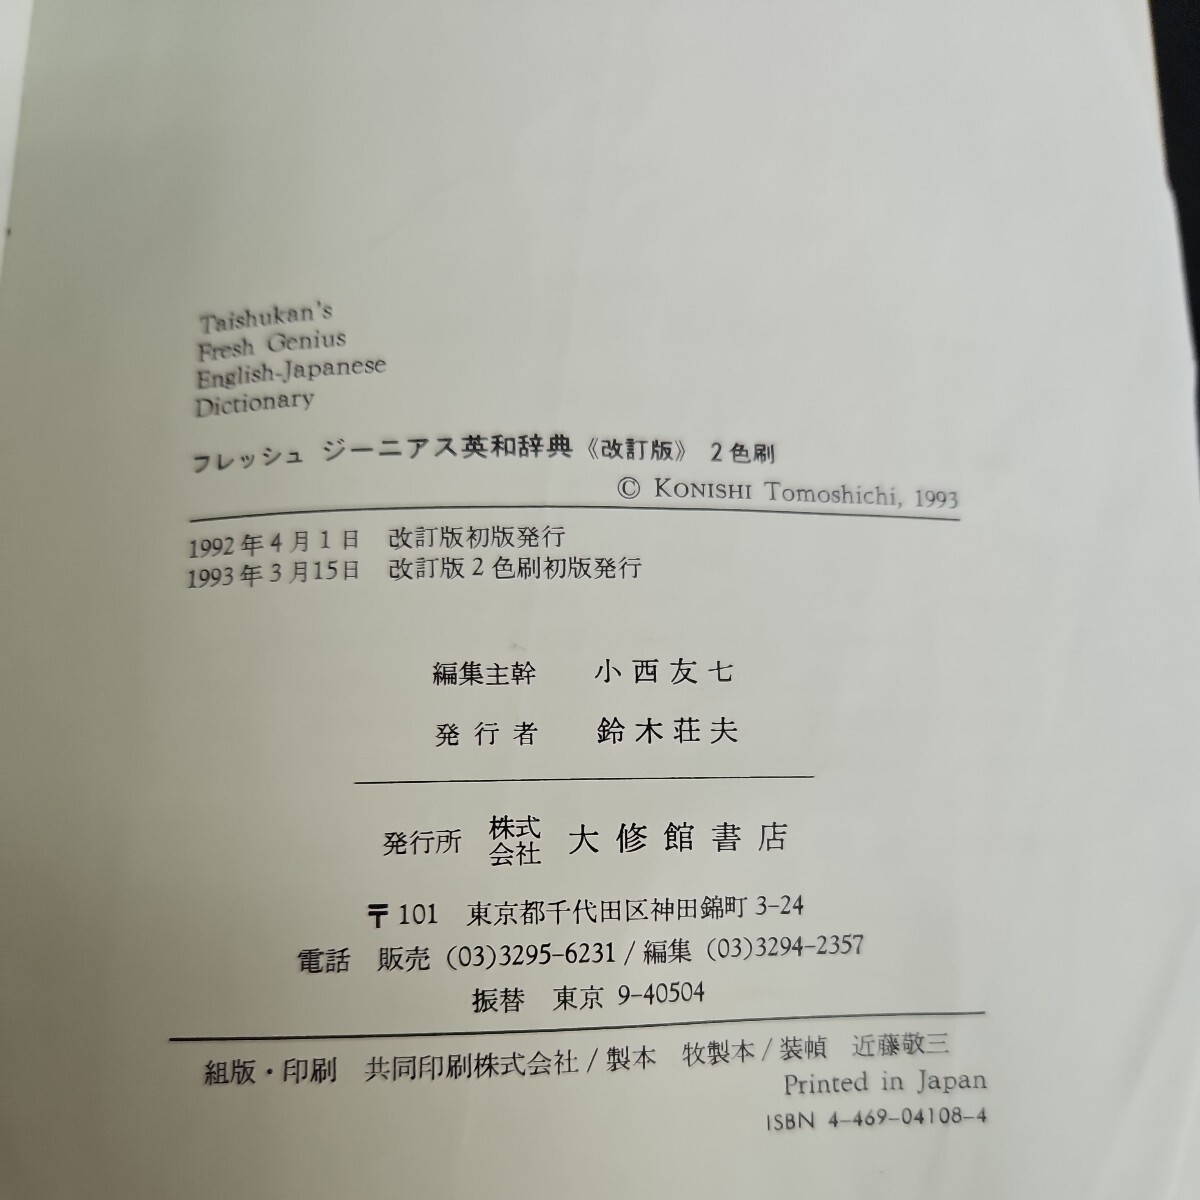 Taishukan's
Fresh Genius
English-Japanese
Dictionary
フレッシュ ジーニアス英和辞典《改訂版》 2色刷
© KONISHI Tomoshichi, 1993
1992年4月1日 改訂版初版発行
1993年3月15日 改訂版2色刷初版発行
編集主幹 小西友七
発行者 鈴木荘夫
発行所 株式会社 大修館書店
〒101 東京都千代田区神田錦町3-24
電話 販売 (03)3295-6231/編集 (03)3294-2357
振替 東京 9-40504
組版・印刷 共同印刷株式会社/製本 牧製本/装幀 近藤敬三
Printed in Japan
ISBN 4-469-04108-4